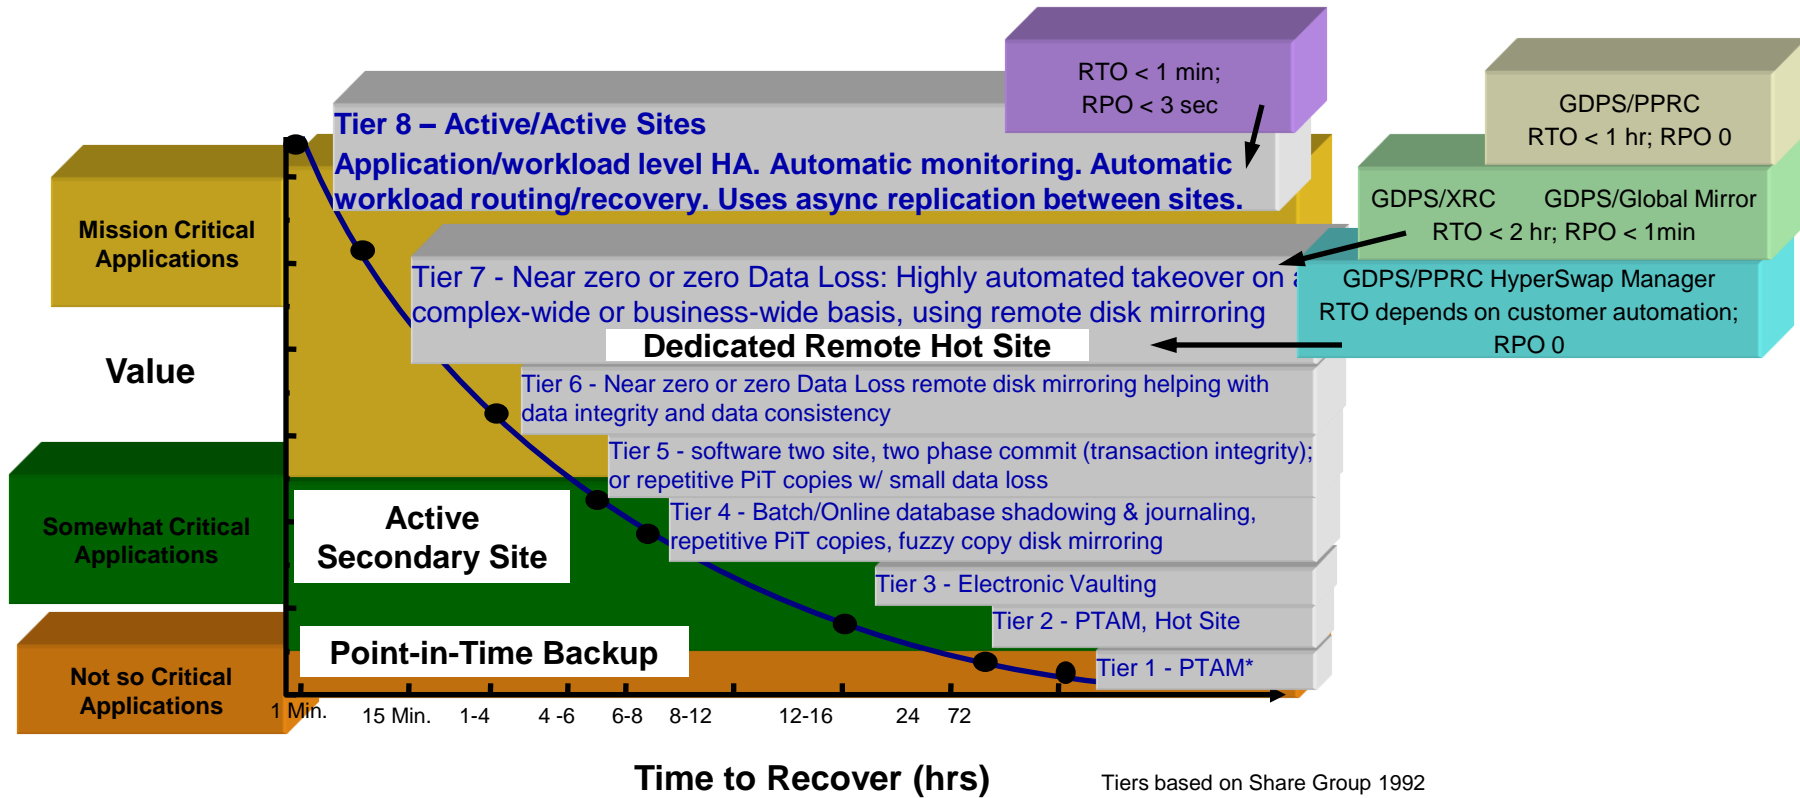 RTO < 1 min;
RPO < 3 sec
GDPS/PPRC
RTO < 1 hr; RPO 0
Tier 8 – Active/Active Sites
Application/workload level HA. Automatic monitoring. Automatic
workload routing/recovery. Uses async replication between sites.
GDPS/XRC GDPS/Global Mirror
RTO < 2 hr; RPO < 1min
Mission Critical
Applications
Tier 7 - Near zero or zero Data Loss: Highly automated takeover on a
complex-wide or business-wide basis, using remote disk mirroring
Dedicated Remote Hot Site
GDPS/PPRC HyperSwap Manager
RTO depends on customer automation;
RPO 0
Value
Tier 6 - Near zero or zero Data Loss remote disk mirroring helping with
data integrity and data consistency
Tier 5 - software two site, two phase commit (transaction integrity);
or repetitive PiT copies w/ small data loss
Somewhat Critical
Applications
Active
Secondary Site
Tier 4 - Batch/Online database shadowing & journaling,
repetitive PiT copies, fuzzy copy disk mirroring
Tier 3 - Electronic Vaulting
Tier 2 - PTAM, Hot Site
Point-in-Time Backup
Tier 1 - PTAM*
Not so Critical
Applications
1 Min. 15 Min. 1-4 4 -6 6-8 8-12 12-16 24 72
Time to Recover (hrs)
Tiers based on Share Group 1992